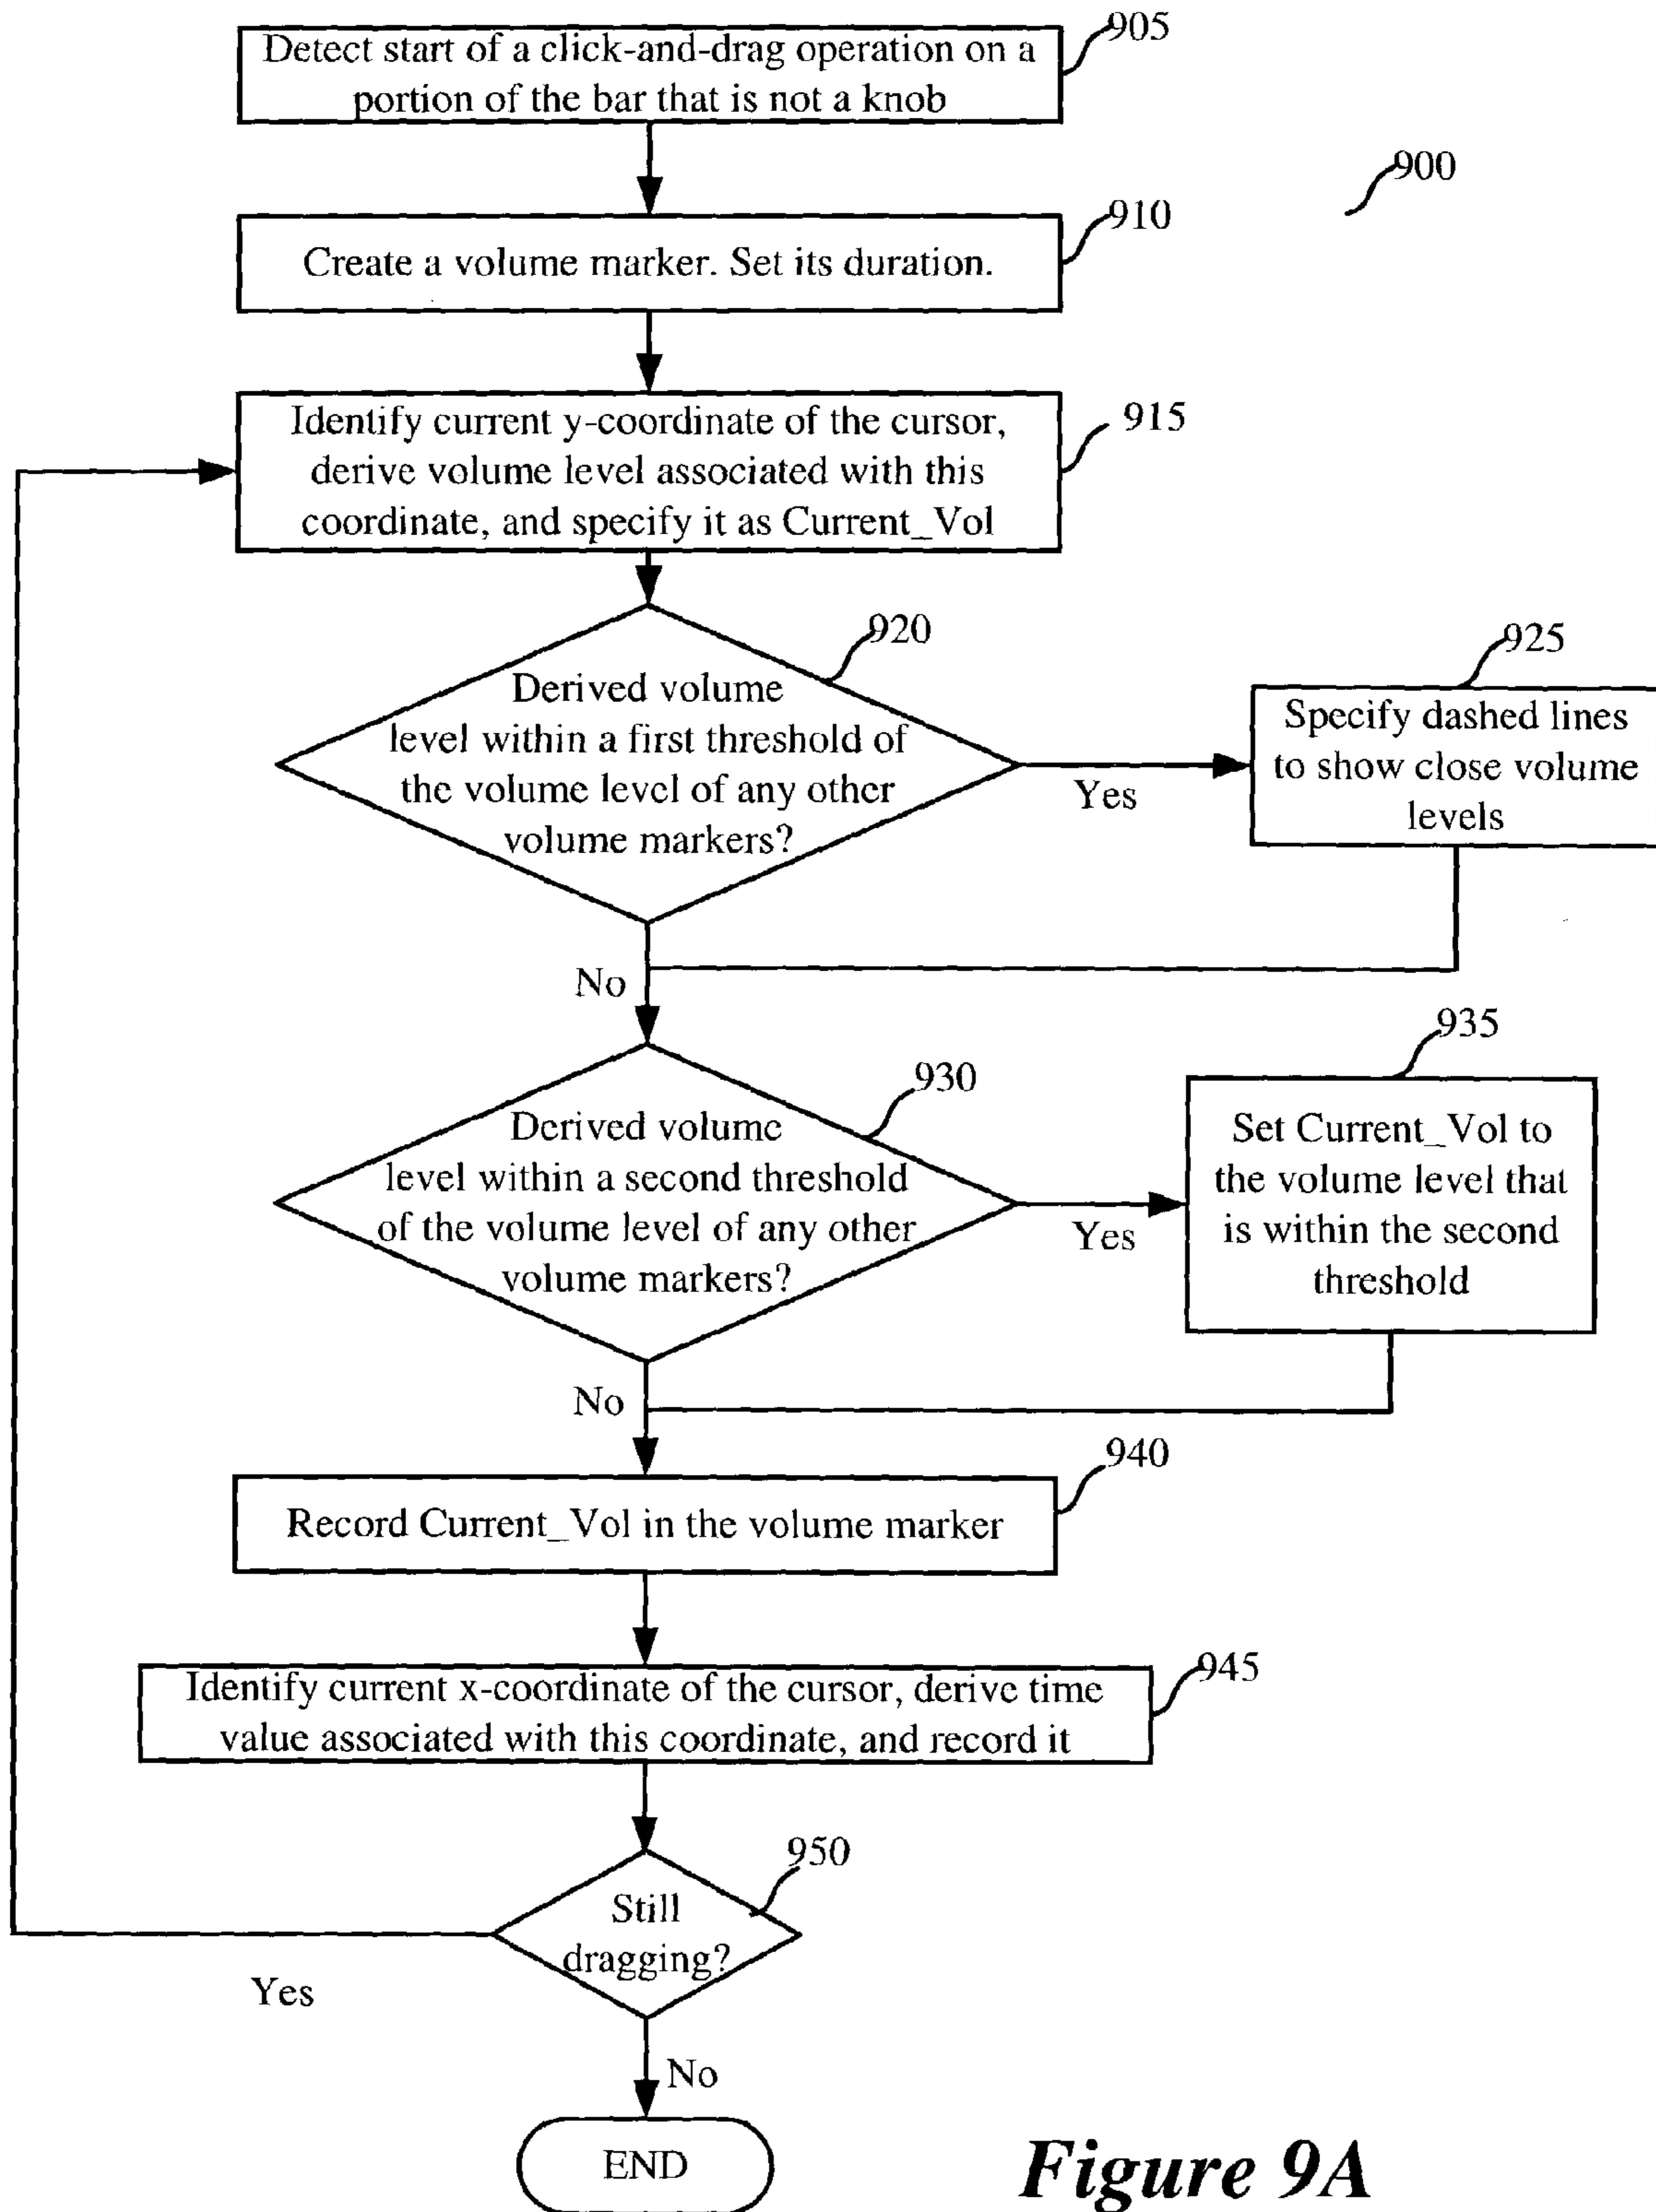 905
Detect start of a click-and-drag operation on a
portion of the bar that is not a knob
900
910
Create a volume marker. Set its duration.
915
Identify current y-coordinate of the cursor,
derive volume level associated with this
coordinate, and specify it as Current_Vol
920
Derived volume
level within a first threshold of
the volume level of any other
volume markers?
Yes
925
Specify dashed lines
to show close volume
levels
No
930
Derived volume
level within a second threshold
of the volume level of any other
volume markers?
Yes
935
Set Current_Vol to
the volume level that
is within the second
threshold
No
940
Record Current_Vol in the volume marker
945
Identify current x-coordinate of the cursor, derive time
value associated with this coordinate, and record it
950
Still
dragging?
Yes
No
END
Figure 9A